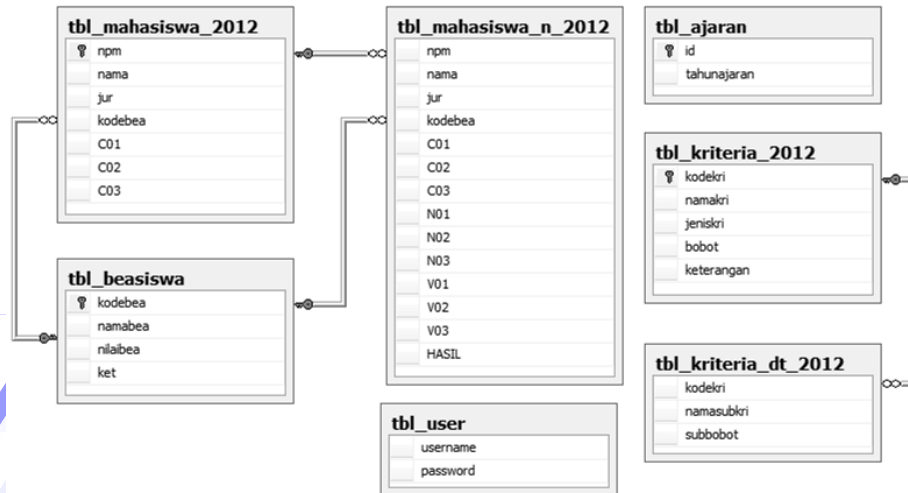 tbl_mahasiswa_2012
npm
nama
jur
kodebea
C01
C02
C03
tbl_beasiswa
kodebea
namabea
nilaibea
ket
tbl_mahasiswa_n_2012
npm
nama
jur
kodebea
C01
C02
C03
N01
N02
N03
V01
V02
V03
HASIL
tbl_user
username
password
tbl_ajaran
id
tahunajaran
tbl_kriteria_2012
kodekri
namakri
jeniskri
bobot
keterangan
tbl_kriteria_dt_2012
kodekri
namasubkri
subbobot